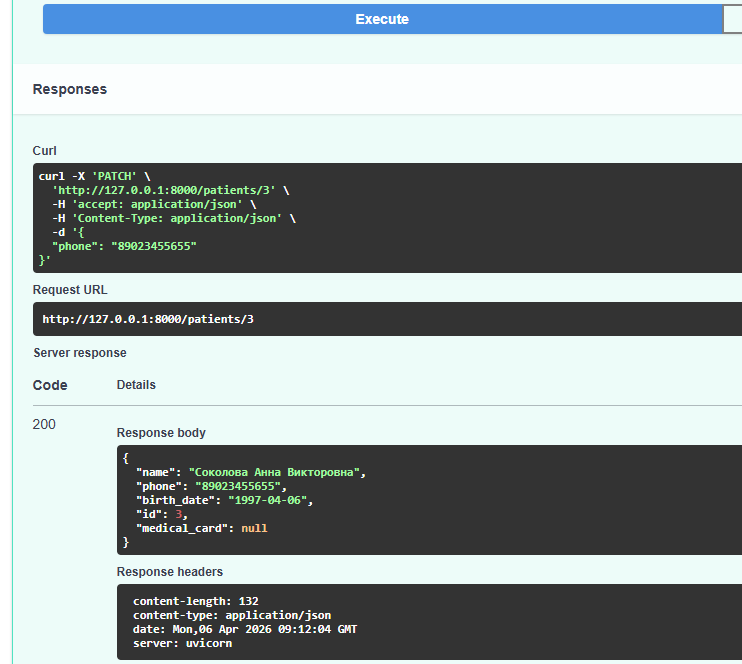 Execute
Responses
Curl
curl -X 'PATCH' \
  'http://127.0.0.1:8000/patients/3' \
  -H 'accept: application/json' \
  -H 'Content-Type: application/json' \
  -d '{
  "phone": "89023455655"
}'
Request URL
http://127.0.0.1:8000/patients/3
Server response
Code Details
200
Response body
{
  "name": "Соколова Анна Викторовна",
  "phone": "89023455655",
  "birth_date": "1997-04-06",
  "id": 3,
  "medical_card": null
}
Response headers
content-length: 132
content-type: application/json
date: Mon,06 Apr 2026 09:12:04 GMT
server: uvicorn